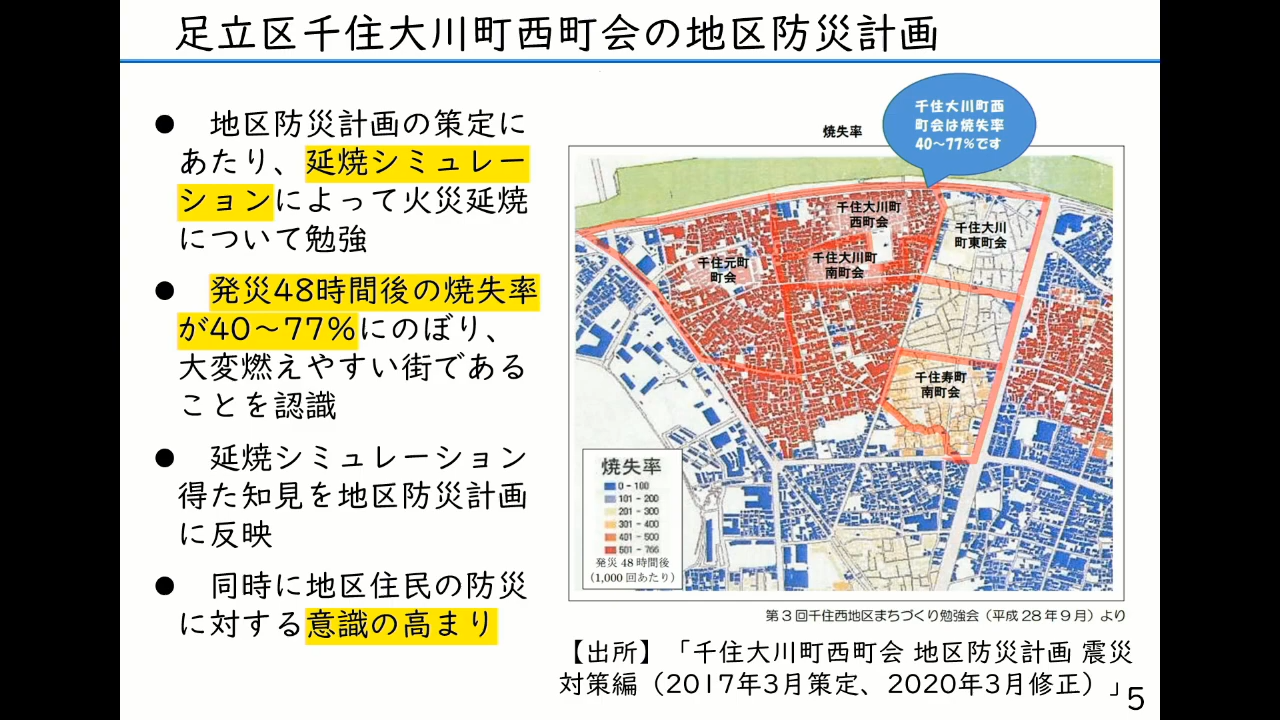 足立区千住大川町西町会の地区防災計画
● 地区防災計画の策定に
あたり、延焼シミュレー
ションによって火災延焼
について勉強
● 発災48時間後の焼失率
が40～77%にのぼり、
大変燃えやすい街である
ことを認識
● 延焼シミュレーション
得た知見を地区防災計画
に反映
● 同時に地区住民の防災
に対する意識の高まり
千住大川町西
町会は焼失率
40～77%です
焼失率
千住大川町
西町会
千住大川
町東町会
千住元町
町会
千住大川町
南町会
千住寿町
南町会
焼失率
0 - 100
101 - 200
201 - 300
301 - 400
401 - 500
501 - 766
発災48時間後
(1,000回あたり)
第3回千住西地区まちづくり勉強会（平成28年9月）より
【出所】「千住大川町西町会 地区防災計画 震災
対策編（2017年3月策定、2020年3月修正）」
5